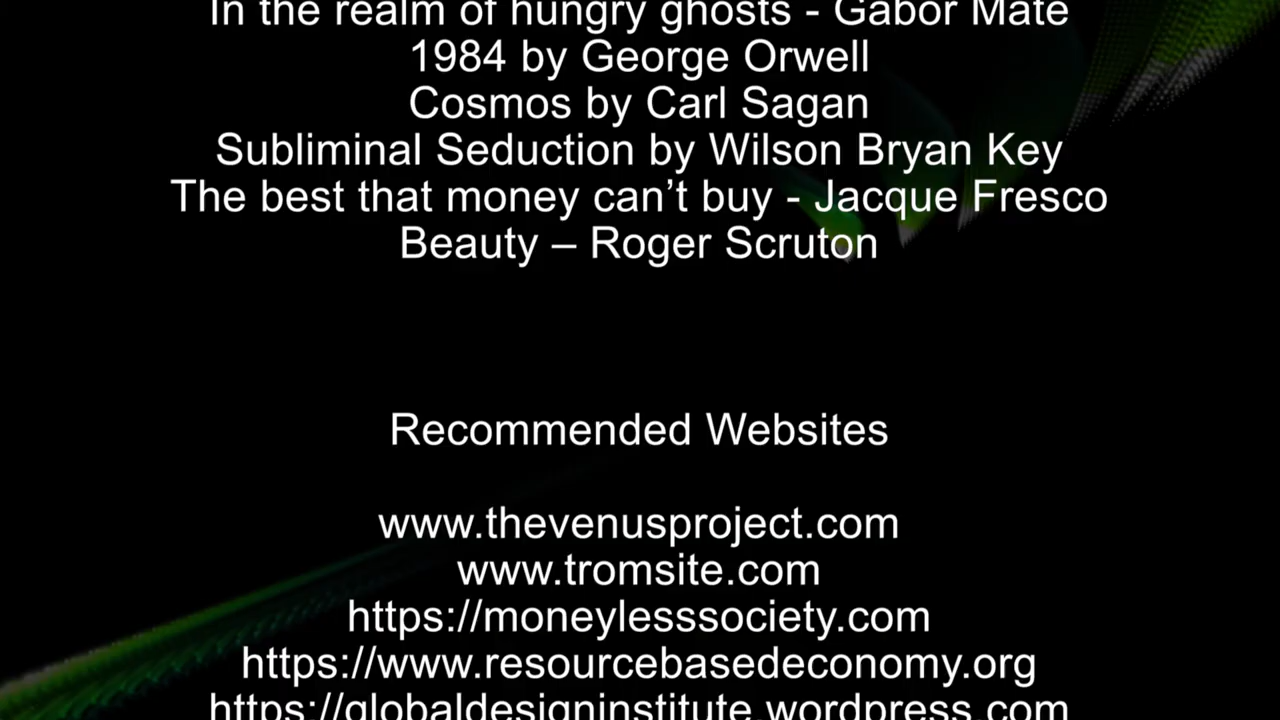 In the realm of hungry ghosts - Gabor Mate
1984 by George Orwell
Cosmos by Carl Sagan
Subliminal Seduction by Wilson Bryan Key
The best that money can’t buy - Jacque Fresco
Beauty – Roger Scruton
Recommended Websites
www.thevenusproject.com
www.tromsite.com
https://moneylesssociety.com
https://www.resourcebasedeconomy.org
https://globaldesigninstitute.wordpress.com